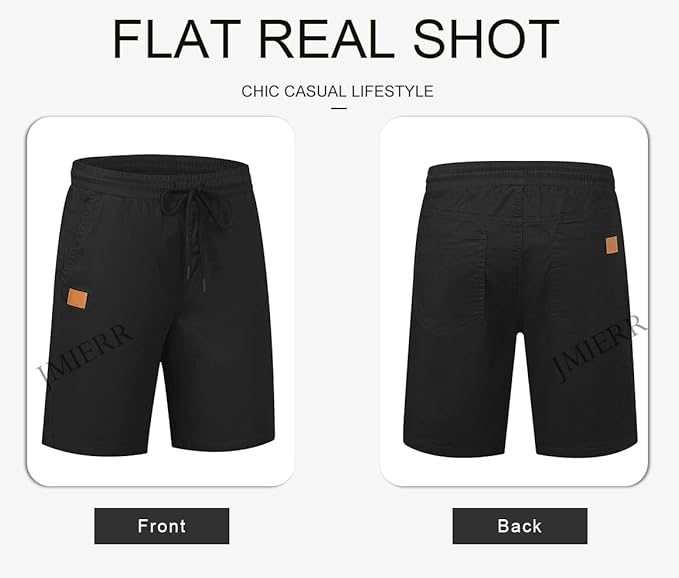 FLAT REAL SHOT
CHIC CASUAL LIFESTYLE
JMIERR
JMIERR
Front
Back